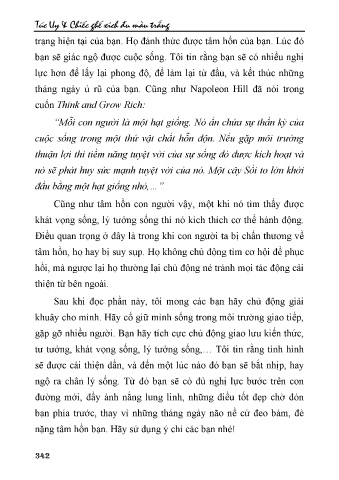 Túc Uy & Chiếc ghế xích đu màu trắng
trạng hiện tại của bạn. Họ đánh thức được tâm hồn của bạn. Lúc đó
bạn sẽ giác ngộ được cuộc sống. Tôi tin rằng bạn sẽ có nhiều nghị
lực hơn để lấy lại phong độ, để làm lại từ đầu, và kết thúc những
tháng ngày ủ rũ của bạn. Cũng như Napoleon Hill đã nói trong
cuốn Think and Grow Rich:
“Mỗi con người là một hạt giống. Nó ẩn chứa sự thần kỳ của
cuộc sống trong một thứ vật chất hỗn độn. Nếu gặp môi trường
thuận lợi thì tiềm năng tuyệt vời của sự sống đó được kích hoạt và
nó sẽ phát huy sức mạnh tuyệt vời của nó. Một cây Sồi to lớn khởi
đầu bằng một hạt giống nhỏ,…”
Cũng như tâm hồn con người vậy, một khi nó tìm thấy được
khát vọng sống, lý tưởng sống thì nó kích thích cơ thể hành động.
Điều quan trọng ở đây là trong khi con người ta bị chấn thương về
tâm hồn, họ hay bị suy sụp. Họ không chủ động tìm cơ hội để phục
hồi, mà ngược lại họ thường lại chủ động né tránh mọi tác động cải
thiện từ bên ngoài.
Sau khi đọc phần này, tôi mong các bạn hãy chủ động giải
khuây cho mình. Hãy cố giữ mình sống trong môi trường giao tiếp,
gặp gỡ nhiều người. Bạn hãy tích cực chủ động giao lưu kiến thức,
tư tưởng, khát vọng sống, lý tưởng sống,… Tôi tin rằng tình hình
sẽ được cải thiện dần, và đến một lúc nào đó bạn sẽ bắt nhịp, hay
ngộ ra chân lý sống. Từ đó bạn sẽ có đủ nghị lực bước trên con
đường mới, đầy ánh nắng lung linh, những điều tốt đẹp chờ đón
bạn phía trước, thay vì những tháng ngày não nề cứ đeo bám, đè
nặng tâm hồn bạn. Hãy sử dụng ý chí các bạn nhé!
342